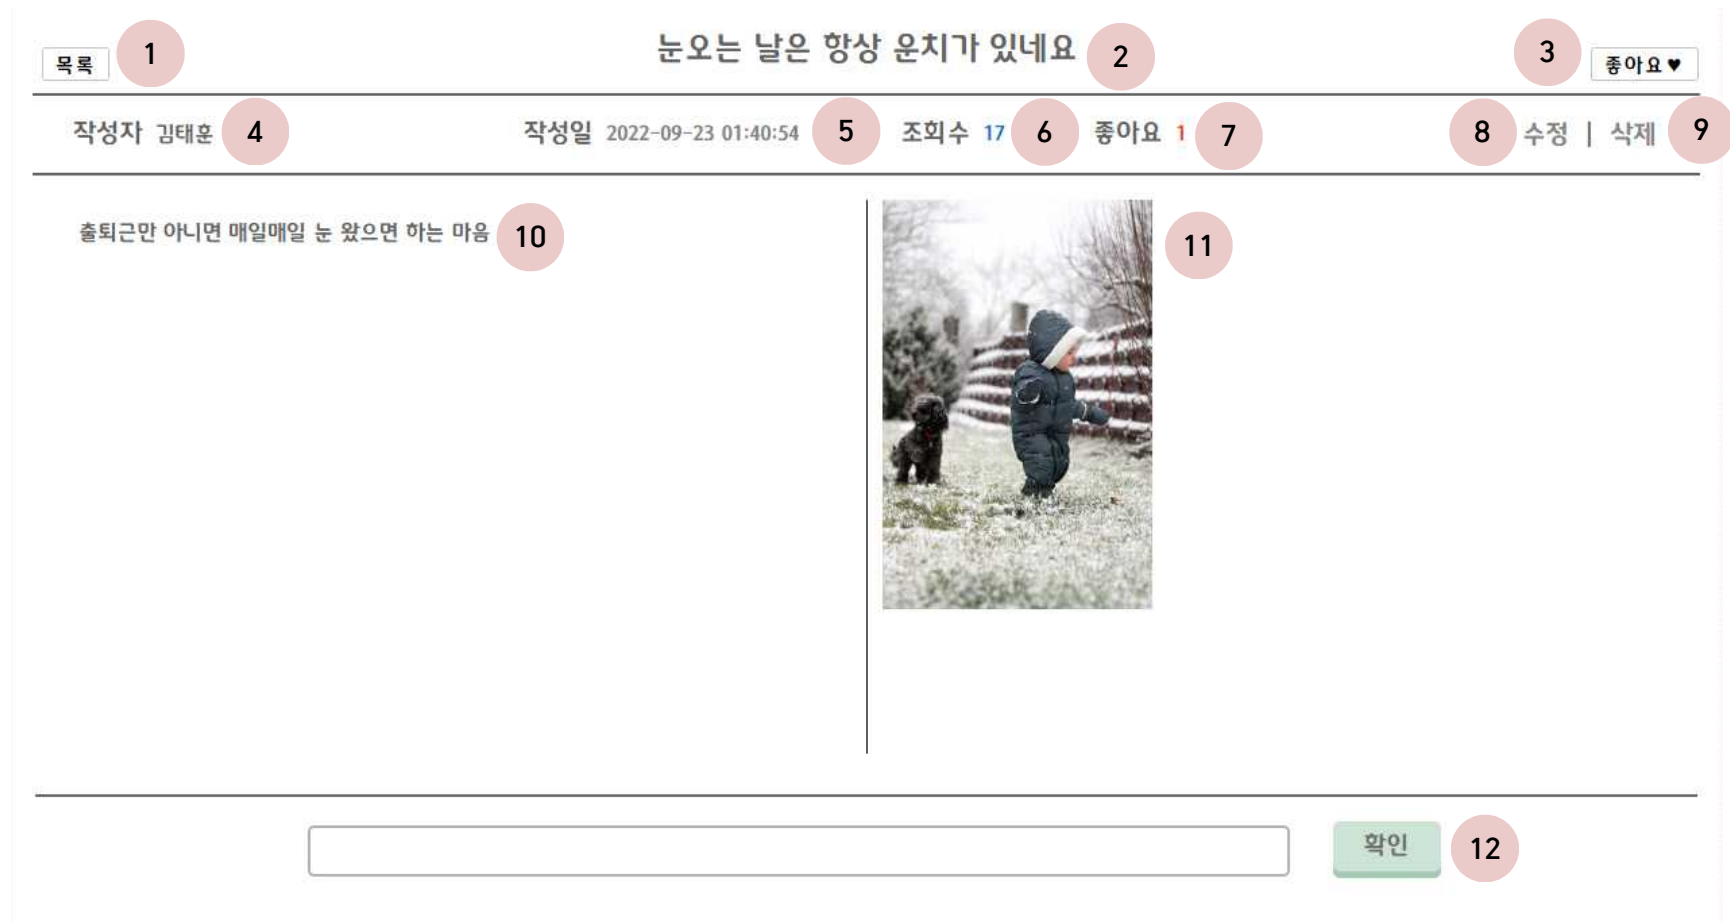 목록 1 눈오는 날은 항상 운치가 있네요 2 3 좋아요♥
작성자 김태훈 4 작성일 2022-09-23 01:40:54 5 조회수 17 6 좋아요 1 7 8 수정 | 삭제 9
출퇴근만 아니면 매일매일 눈 왔으면 하는 마음 10 11
확인 12